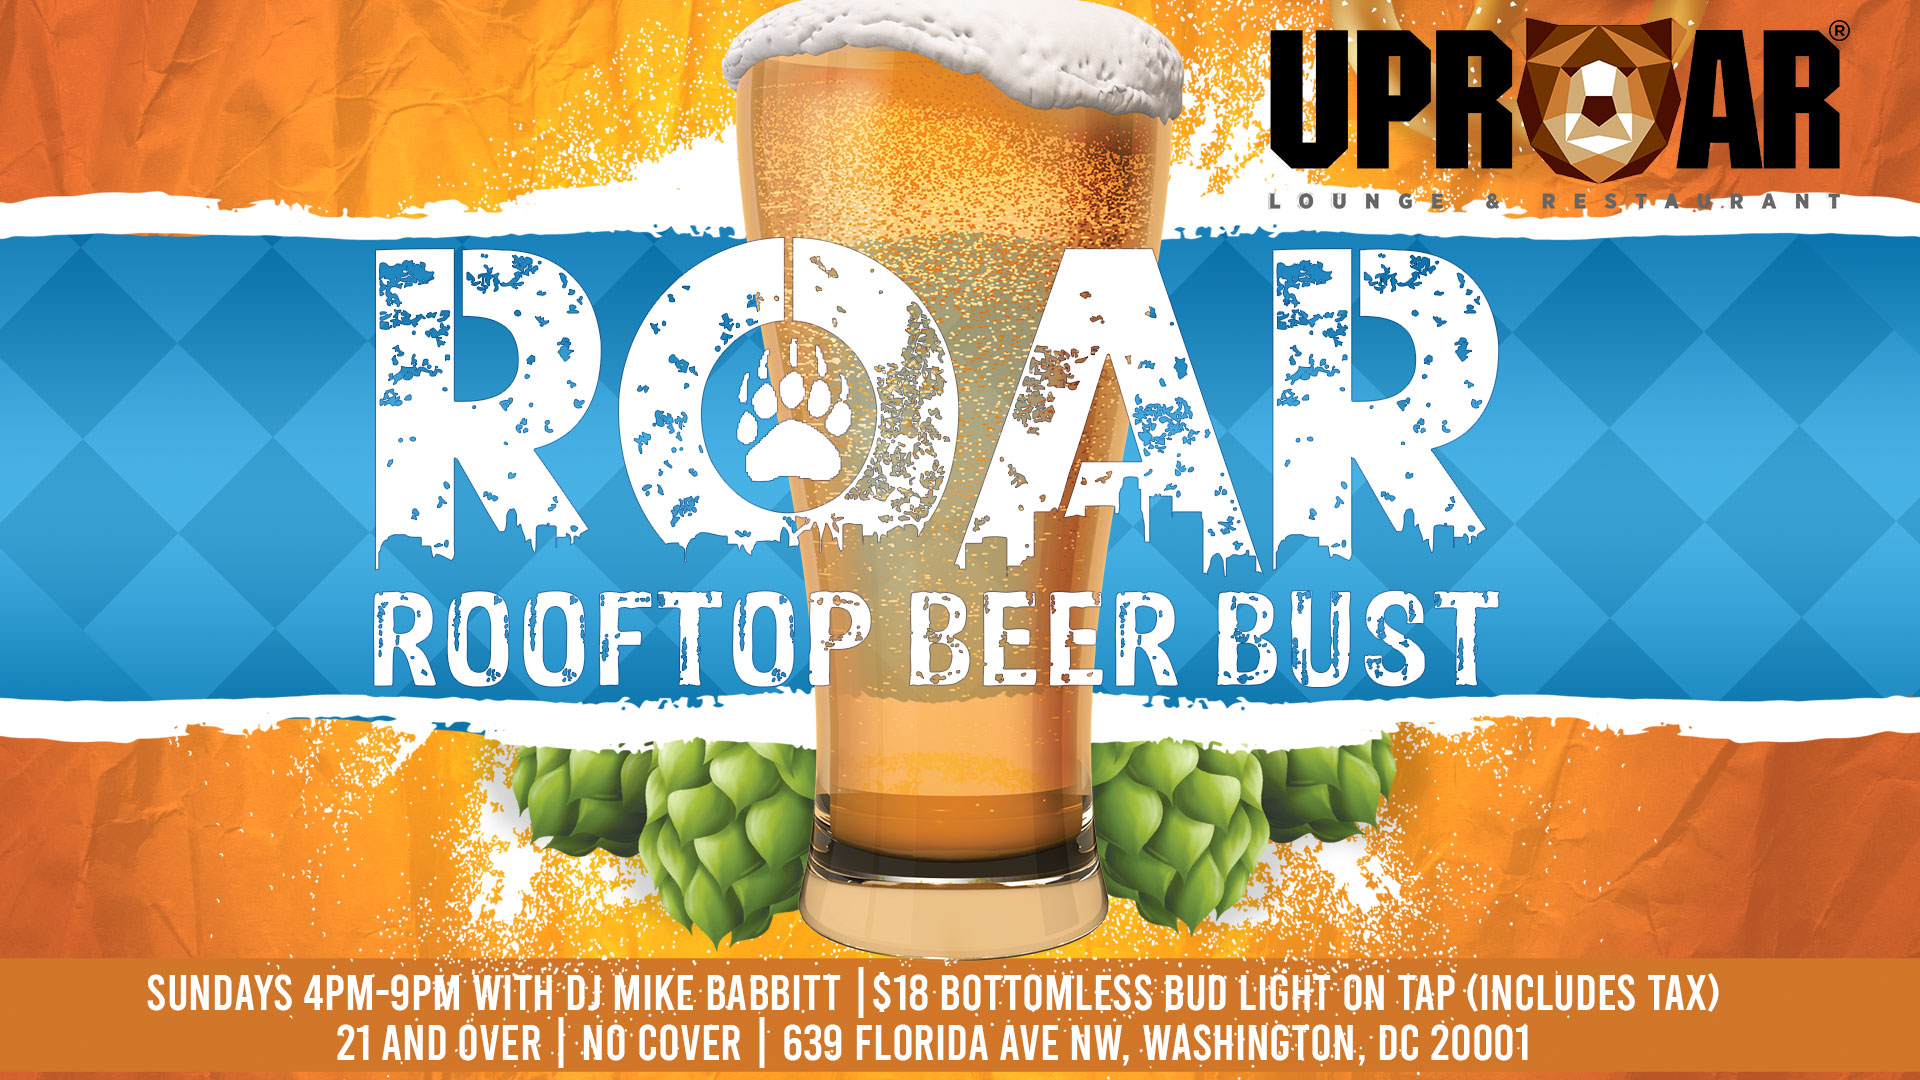 UPROAR®
LOUNGE & RESTAURANT
ROAR
ROOFTOP BEER BUST
SUNDAYS 4PM-9PM WITH DJ MIKE BABBITT | $18 BOTTOMLESS BUD LIGHT ON TAP (INCLUDES TAX)
21 AND OVER | NO COVER | 639 FLORIDA AVE NW, WASHINGTON, DC 20001